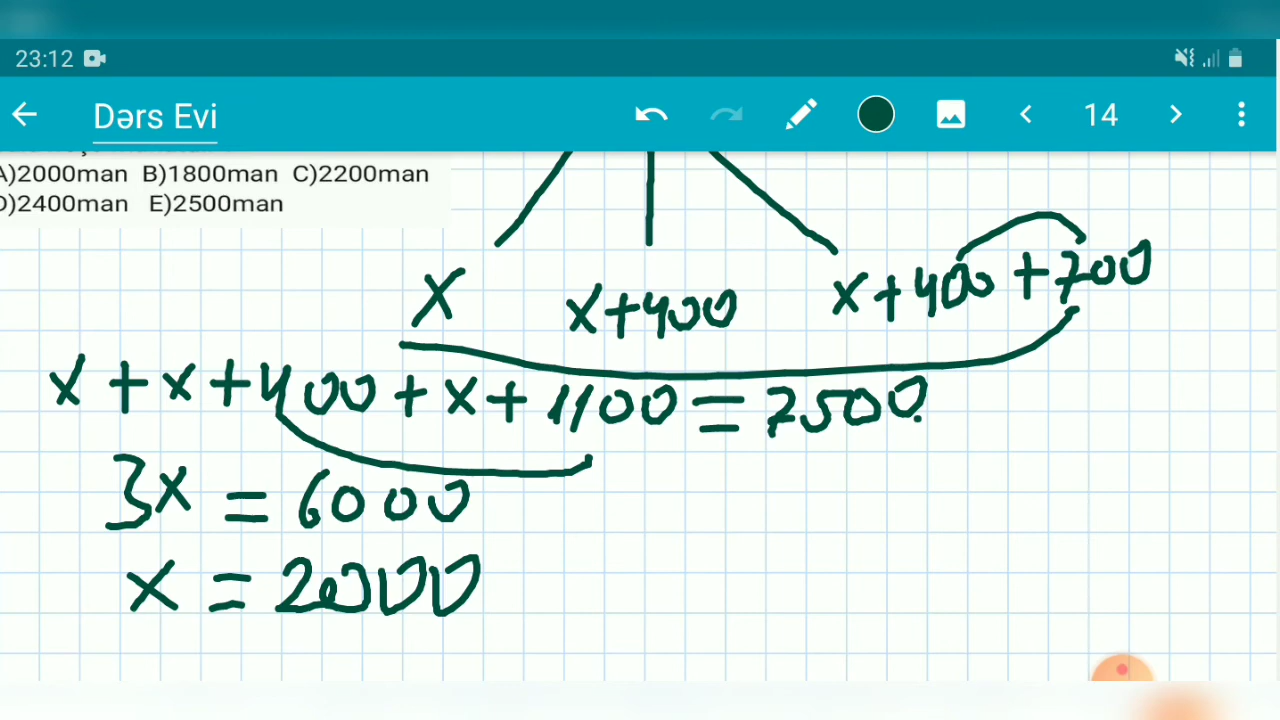 23:12
Dərs Evi
14
A)2000man B)1800man C)2200man
D)2400man E)2500man
x x+400 x+400+700
x+x+400+x+1100=7500
3x=6000
x=2000